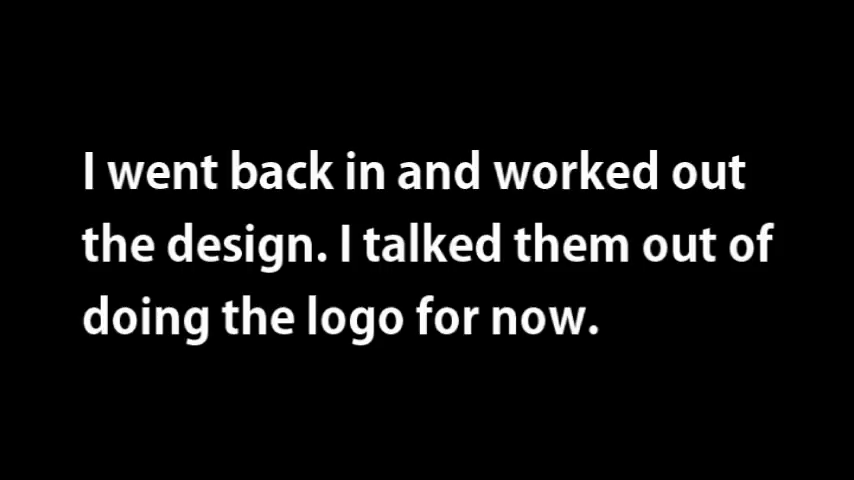 I went back in and worked out
the design. I talked them out of
doing the logo for now.